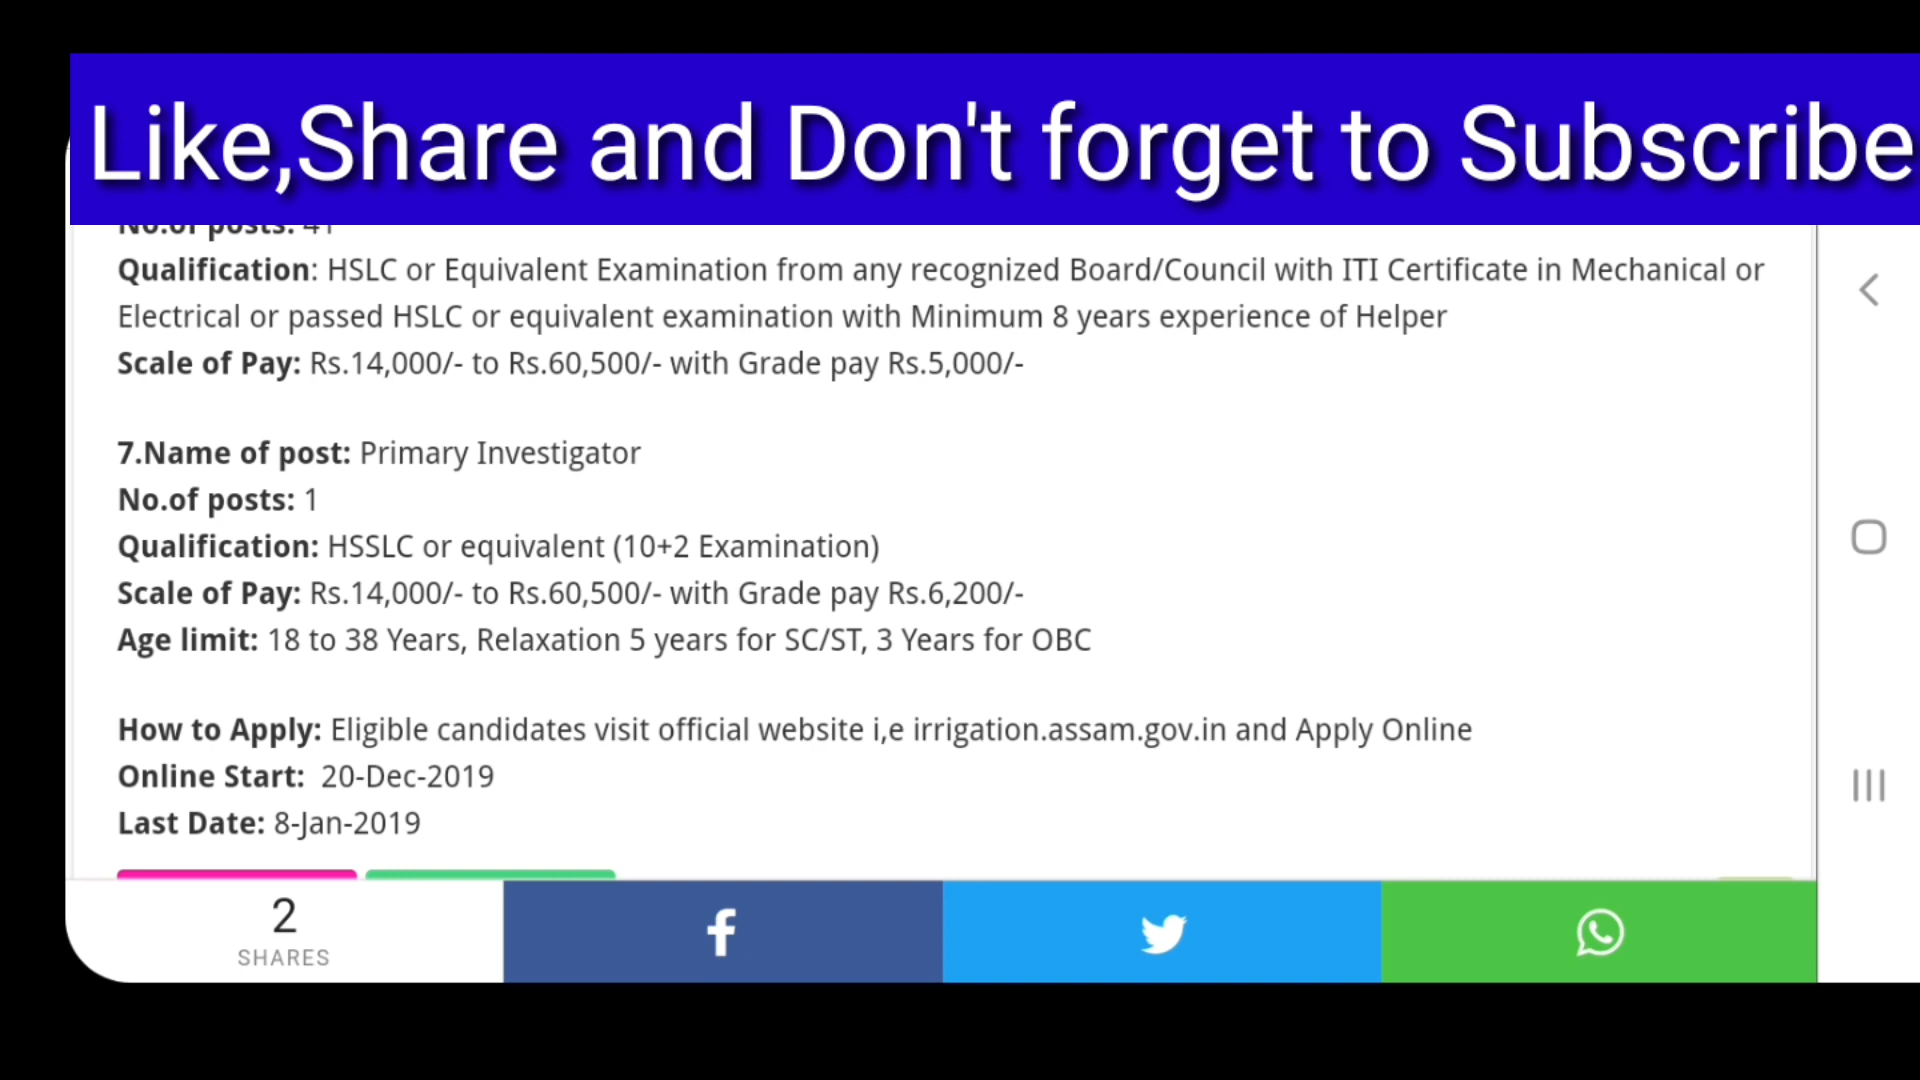 Like,Share and Don't forget to Subscribe
No.of posts: 41
Qualification: HSLC or Equivalent Examination from any recognized Board/Council with ITI Certificate in Mechanical or
Electrical or passed HSLC or equivalent examination with Minimum 8 years experience of Helper
Scale of Pay: Rs.14,000/- to Rs.60,500/- with Grade pay Rs.5,000/-
7.Name of post: Primary Investigator
No.of posts: 1
Qualification: HSSLC or equivalent (10+2 Examination)
Scale of Pay: Rs.14,000/- to Rs.60,500/- with Grade pay Rs.6,200/-
Age limit: 18 to 38 Years, Relaxation 5 years for SC/ST, 3 Years for OBC
How to Apply: Eligible candidates visit official website i,e irrigation.assam.gov.in and Apply Online
Online Start: 20-Dec-2019
Last Date: 8-Jan-2019
2
SHARES